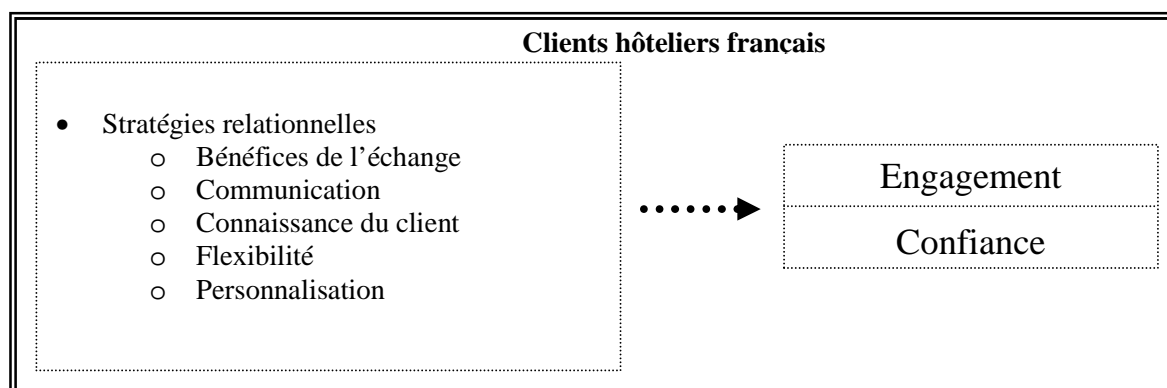 Clients hôteliers français
• Stratégies relationnelles
o Bénéfices de l’échange
o Communication
o Connaissance du client
o Flexibilité
o Personnalisation
Engagement
Confiance